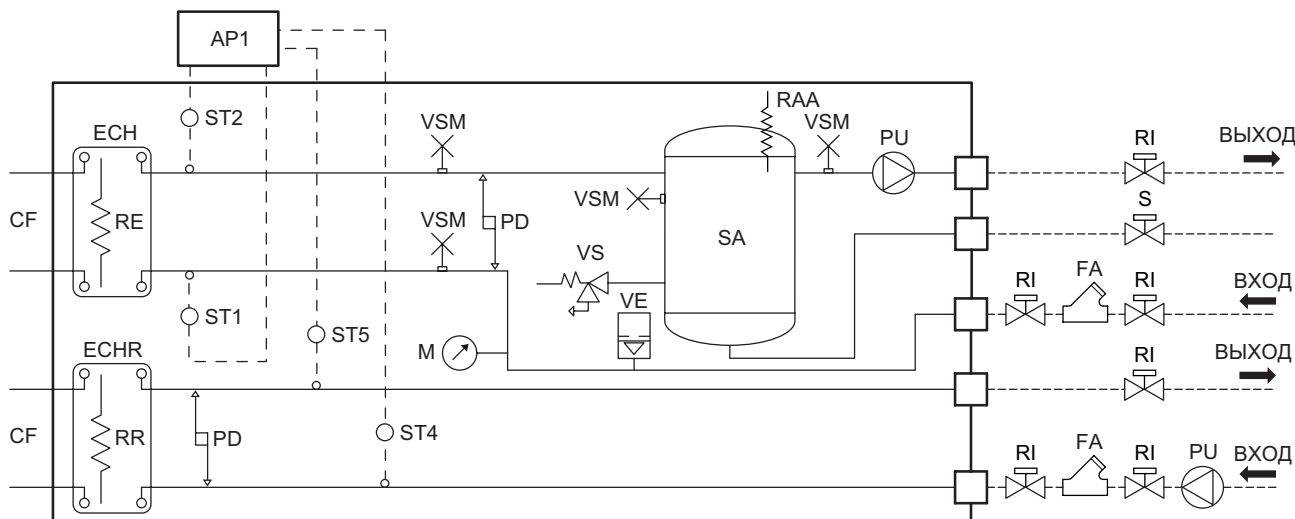 AP1
ST2
ECH
VSM
RAA
VSM
PU
RI
ВЫХОД
CF
RE
PD
VSM
SA
S
VSM
VS
VE
RI
FA
RI
ВХОД
ST1
ST5
M
ECHR
RI
ВЫХОД
CF
RR
PD
ST4
RI
FA
RI
PU
ВХОД